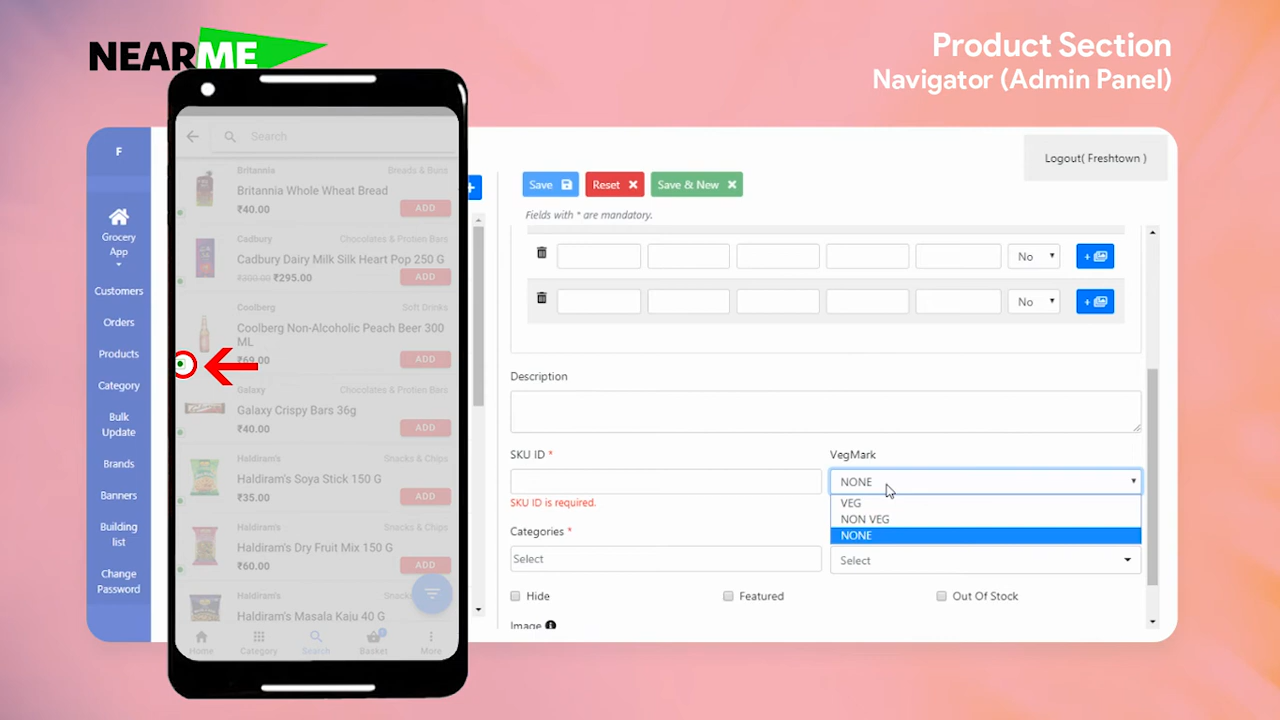 NEARME
Product Section
Navigator (Admin Panel)
F
Grocery
App
Customers
Orders
Products
Category
Bulk
Update
Brands
Banners
Building
list
Change
Password
Search
Britannia Breads & Buns
Britannia Whole Wheat Bread
₹40.00 ADD
Cadbury Chocolates & Protien Bars
Cadbury Dairy Milk Silk Heart Pop 250 G
₹300.00 ₹295.00 ADD
Coolberg Soft Drinks
Coolberg Non-Alcoholic Peach Beer 300
ML
₹69.00 ADD
Galaxy Chocolates & Protien Bars
Galaxy Crispy Bars 36g
₹40.00 ADD
Haldiram's Snacks & Chips
Haldiram's Soya Stick 150 G
₹35.00 ADD
Haldiram's Snacks & Chips
Haldiram's Dry Fruit Mix 150 G
₹60.00 ADD
Haldiram's
Haldiram's Masala Kaju 40 G
Home Category Search Basket More
Logout( Freshtown )
Save Reset Save & New
Fields with * are mandatory.
No +
No +
Description
SKU ID * VegMark
NONE
SKU ID is required.
VEG
NON VEG
NONE
Categories *
Select Select
Hide Featured Out Of Stock
Image